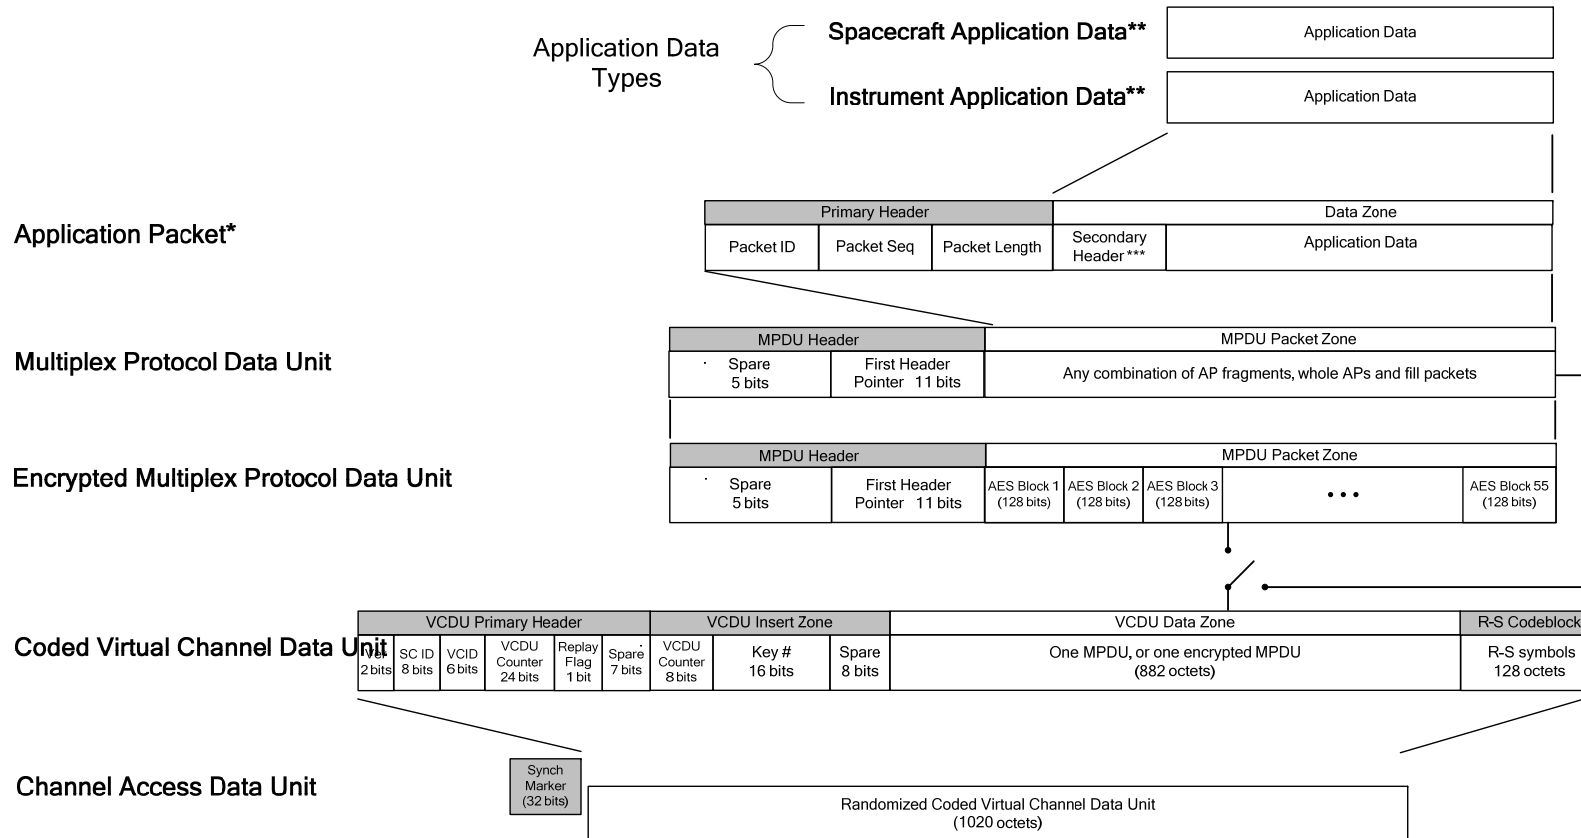 Application Data
Types
Spacecraft Application Data**
Application Data
Instrument Application Data**
Application Data
Application Packet*
Primary Header
Data Zone
Packet ID
Packet Seq
Packet Length
Secondary
Header***
Application Data
Multiplex Protocol Data Unit
MPDU Header
MPDU Packet Zone
Spare
5 bits
First Header
Pointer 11 bits
Any combination of AP fragments, whole APs and fill packets
Encrypted Multiplex Protocol Data Unit
MPDU Header
MPDU Packet Zone
Spare
5 bits
First Header
Pointer 11 bits
AES Block 1
(128 bits)
AES Block 2
(128 bits)
AES Block 3
(128 bits)
• • •
AES Block 55
(128 bits)
Coded Virtual Channel Data Unit
VCDU Primary Header
VCDU Insert Zone
VCDU Data Zone
R-S Codeblock
Ver
2 bits
SC ID
8 bits
VCID
6 bits
VCDU
Counter
24 bits
Replay
Flag
1 bit
Spare
7 bits
VCDU
Counter
8 bits
Key #
16 bits
Spare
8 bits
One MPDU, or one encrypted MPDU
(882 octets)
R-S symbols
128 octets
Channel Access Data Unit
Synch
Marker
(32 bits)
Randomized Coded Virtual Channel Data Unit
(1020 octets)